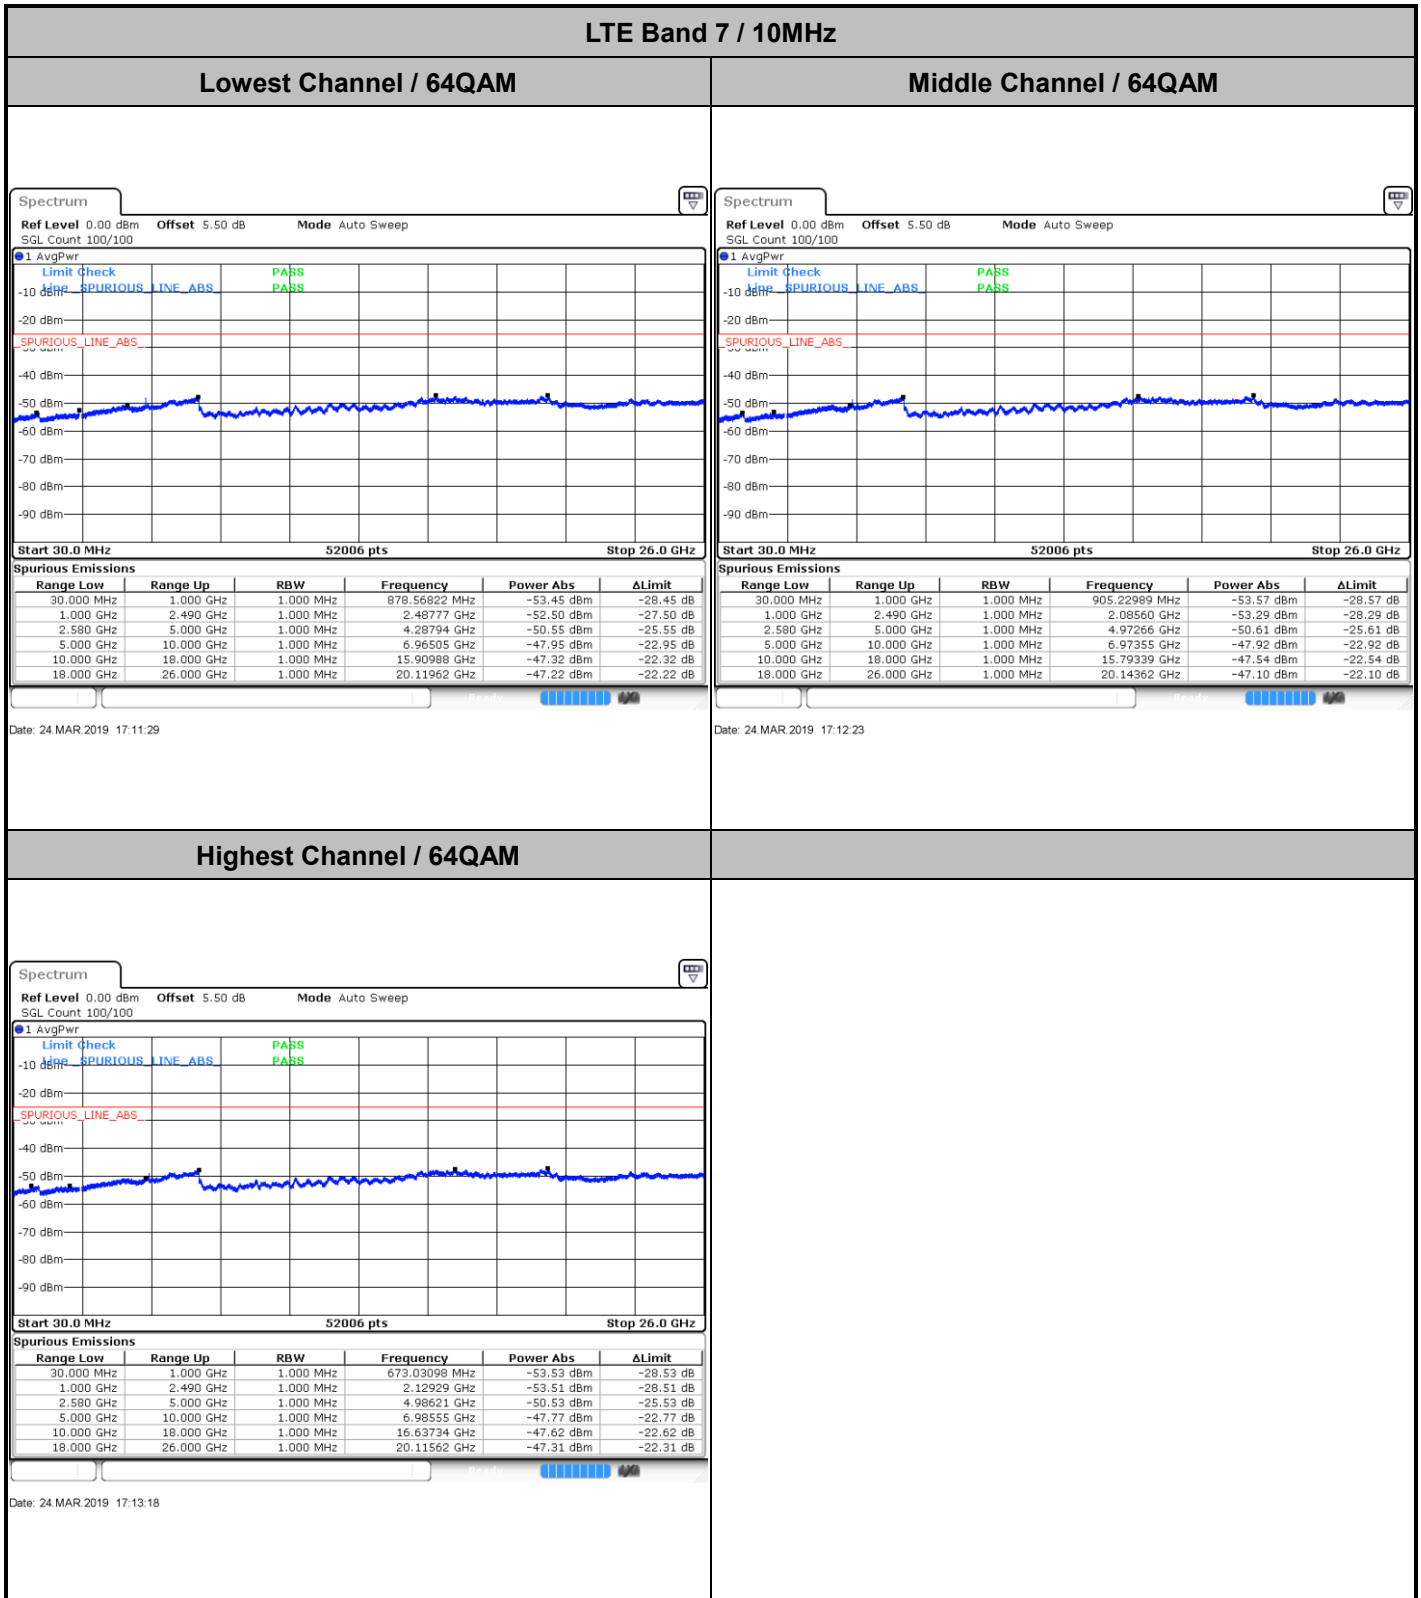 LTE Band 7 / 10MHz
Lowest Channel / 64QAM
Spectrum
Ref Level 0.00 dBm Offset 5.50 dB Mode Auto Sweep
SGL Count 100/100
1 AvgPwr
Limit Check PASS
-10 dBm Line _SPURIOUS_LINE_ABS_ PASS
-20 dBm
_SPURIOUS_LINE_ABS_
-40 dBm
-50 dBm
-60 dBm
-70 dBm
-80 dBm
-90 dBm
Start 30.0 MHz 52006 pts Stop 26.0 GHz
Spurious Emissions
Range Low Range Up RBW Frequency Power Abs ΔLimit
30.000 MHz 1.000 GHz 1.000 MHz 878.56822 MHz -53.45 dBm -28.45 dB
1.000 GHz 2.490 GHz 1.000 MHz 2.48777 GHz -52.50 dBm -27.50 dB
2.580 GHz 5.000 GHz 1.000 MHz 4.28794 GHz -50.55 dBm -25.55 dB
5.000 GHz 10.000 GHz 1.000 MHz 6.96505 GHz -47.95 dBm -22.95 dB
10.000 GHz 18.000 GHz 1.000 MHz 15.90988 GHz -47.32 dBm -22.32 dB
18.000 GHz 26.000 GHz 1.000 MHz 20.11962 GHz -47.22 dBm -22.22 dB
Date: 24.MAR.2019 17:11:29
Middle Channel / 64QAM
Spectrum
Ref Level 0.00 dBm Offset 5.50 dB Mode Auto Sweep
SGL Count 100/100
1 AvgPwr
Limit Check PASS
-10 dBm Line _SPURIOUS_LINE_ABS_ PASS
-20 dBm
_SPURIOUS_LINE_ABS_
-40 dBm
-50 dBm
-60 dBm
-70 dBm
-80 dBm
-90 dBm
Start 30.0 MHz 52006 pts Stop 26.0 GHz
Spurious Emissions
Range Low Range Up RBW Frequency Power Abs ΔLimit
30.000 MHz 1.000 GHz 1.000 MHz 905.22989 MHz -53.57 dBm -28.57 dB
1.000 GHz 2.490 GHz 1.000 MHz 2.08560 GHz -53.29 dBm -28.29 dB
2.580 GHz 5.000 GHz 1.000 MHz 4.97266 GHz -50.61 dBm -25.61 dB
5.000 GHz 10.000 GHz 1.000 MHz 6.97355 GHz -47.92 dBm -22.92 dB
10.000 GHz 18.000 GHz 1.000 MHz 15.79339 GHz -47.54 dBm -22.54 dB
18.000 GHz 26.000 GHz 1.000 MHz 20.14362 GHz -47.10 dBm -22.10 dB
Date: 24.MAR.2019 17:12:23
Highest Channel / 64QAM
Spectrum
Ref Level 0.00 dBm Offset 5.50 dB Mode Auto Sweep
SGL Count 100/100
1 AvgPwr
Limit Check PASS
-10 dBm Line _SPURIOUS_LINE_ABS_ PASS
-20 dBm
_SPURIOUS_LINE_ABS_
-40 dBm
-50 dBm
-60 dBm
-70 dBm
-80 dBm
-90 dBm
Start 30.0 MHz 52006 pts Stop 26.0 GHz
Spurious Emissions
Range Low Range Up RBW Frequency Power Abs ΔLimit
30.000 MHz 1.000 GHz 1.000 MHz 673.03098 MHz -53.53 dBm -28.53 dB
1.000 GHz 2.490 GHz 1.000 MHz 2.12929 GHz -53.51 dBm -28.51 dB
2.580 GHz 5.000 GHz 1.000 MHz 4.98621 GHz -50.53 dBm -25.53 dB
5.000 GHz 10.000 GHz 1.000 MHz 6.98555 GHz -47.77 dBm -22.77 dB
10.000 GHz 18.000 GHz 1.000 MHz 16.63734 GHz -47.62 dBm -22.62 dB
18.000 GHz 26.000 GHz 1.000 MHz 20.11562 GHz -47.31 dBm -22.31 dB
Date: 24.MAR.2019 17:13:18